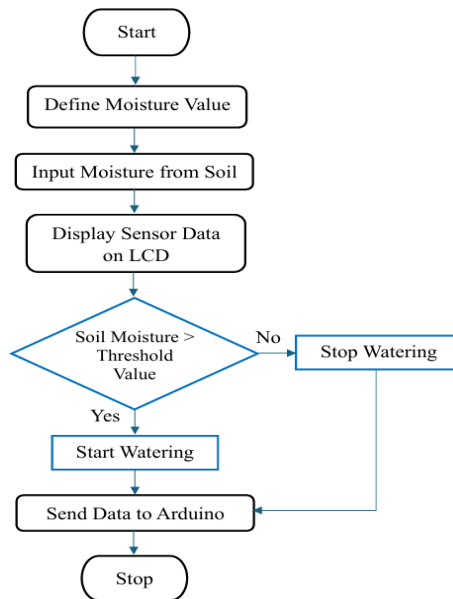 Start
Define Moisture Value
Input Moisture from Soil
Display Sensor Data
on LCD
Soil Moisture >
Threshold
Value
No
Stop Watering
Yes
Start Watering
Send Data to Arduino
Stop